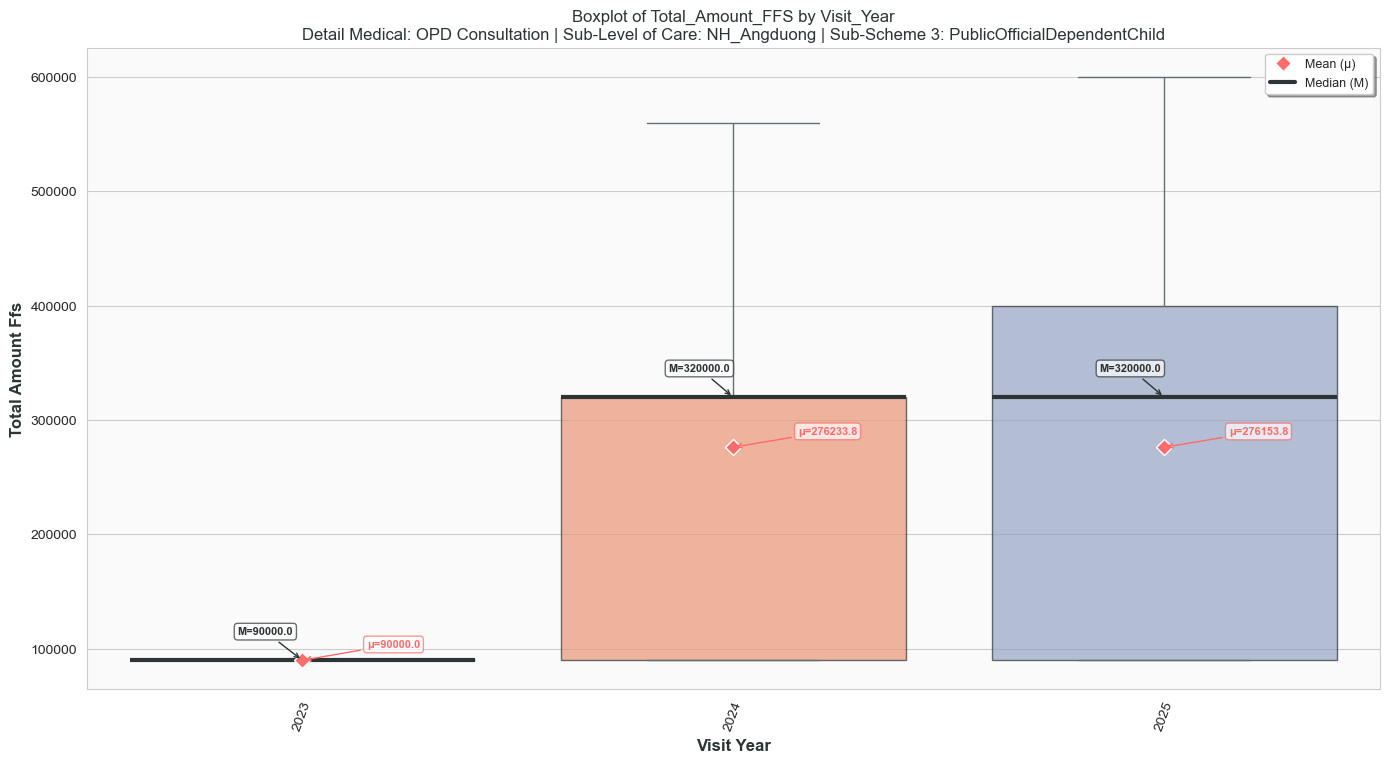 Boxplot of Total_Amount_FFS by Visit_Year
Detail Medical: OPD Consultation | Sub-Level of Care: NH_Angduong | Sub-Scheme 3: PublicOfficialDependentChild
Mean (μ)
Median (M)
Total Amount Ffs
600000
500000
400000
300000
200000
100000
M=90000.0
μ=90000.0
M=320000.0
μ=276233.8
M=320000.0
μ=276153.8
2023
2024
2025
Visit Year